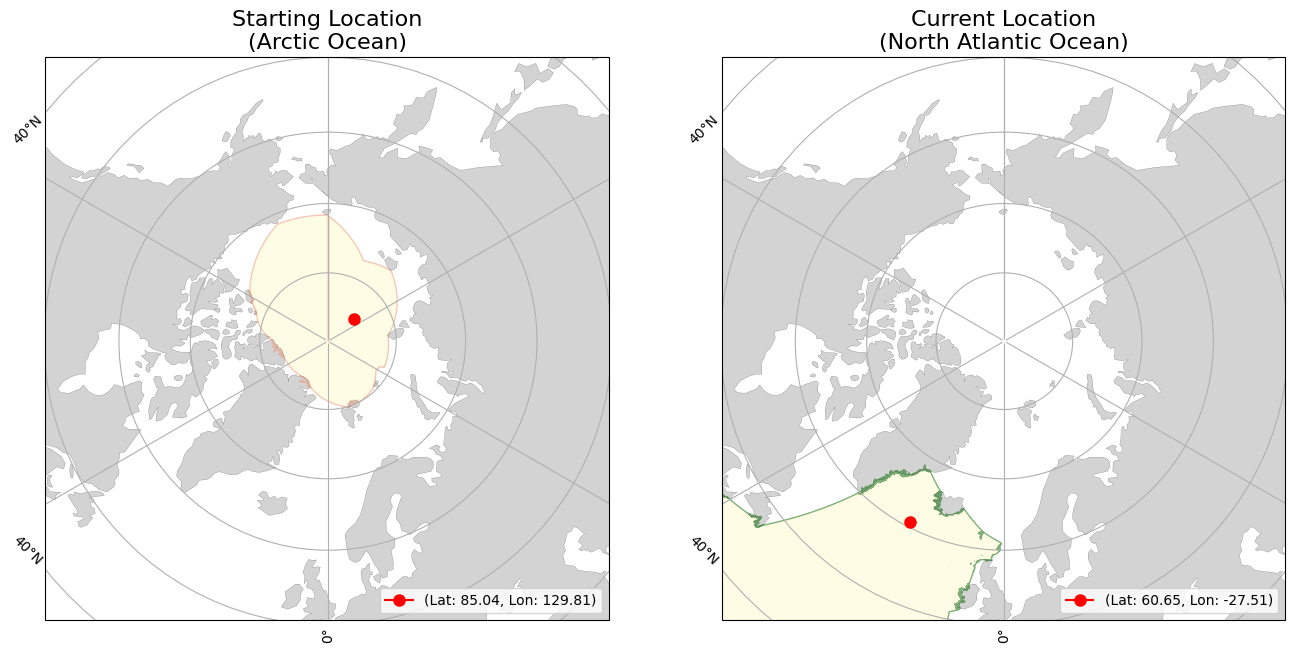 Starting Location
(Arctic Ocean)
40°N
40°N
0°
(Lat: 85.04, Lon: 129.81)
Current Location
(North Atlantic Ocean)
40°N
40°N
0°
(Lat: 60.65, Lon: -27.51)